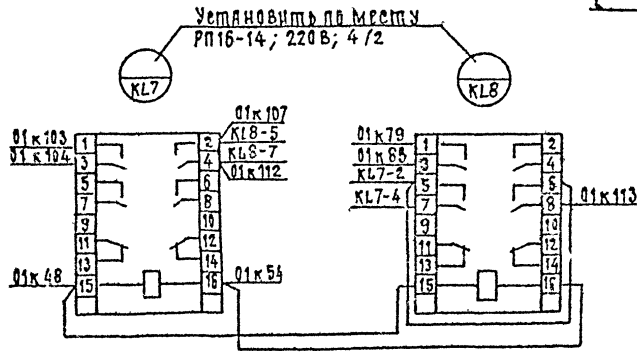 Установить по месту
РП16-14; 220В; 4/2
KL7
KL8
01к107
01к103
1
2
KL8-5
01к104
3
4
KL8-7
5
6
01к112
7
8
9
10
11
12
13
14
01к48
15
16
01к54
01к79
1
2
01к83
3
4
KL7-2
5
6
KL7-4
7
8
01к113
9
10
11
12
13
14
15
16